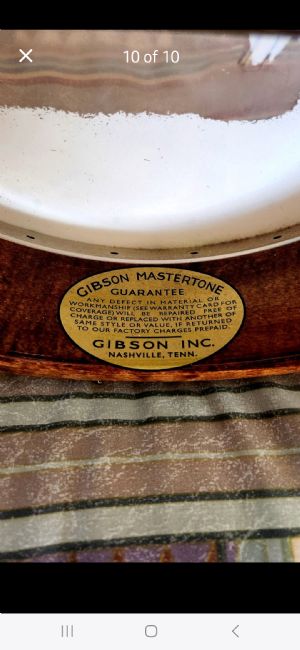 10 of 10
GIBSON MASTERTONE
GUARANTEE
ANY DEFECT IN MATERIAL OR
WORKMANSHIP (SEE WARRANTY CARD FOR
COVERAGE) WILL BE REPAIRED FREE OF
CHARGE OR REPLACED WITH ANOTHER OF
SAME STYLE OR VALUE, IF RETURNED
TO OUR FACTORY CHARGES PREPAID.
GIBSON INC.
NASHVILLE, TENN.